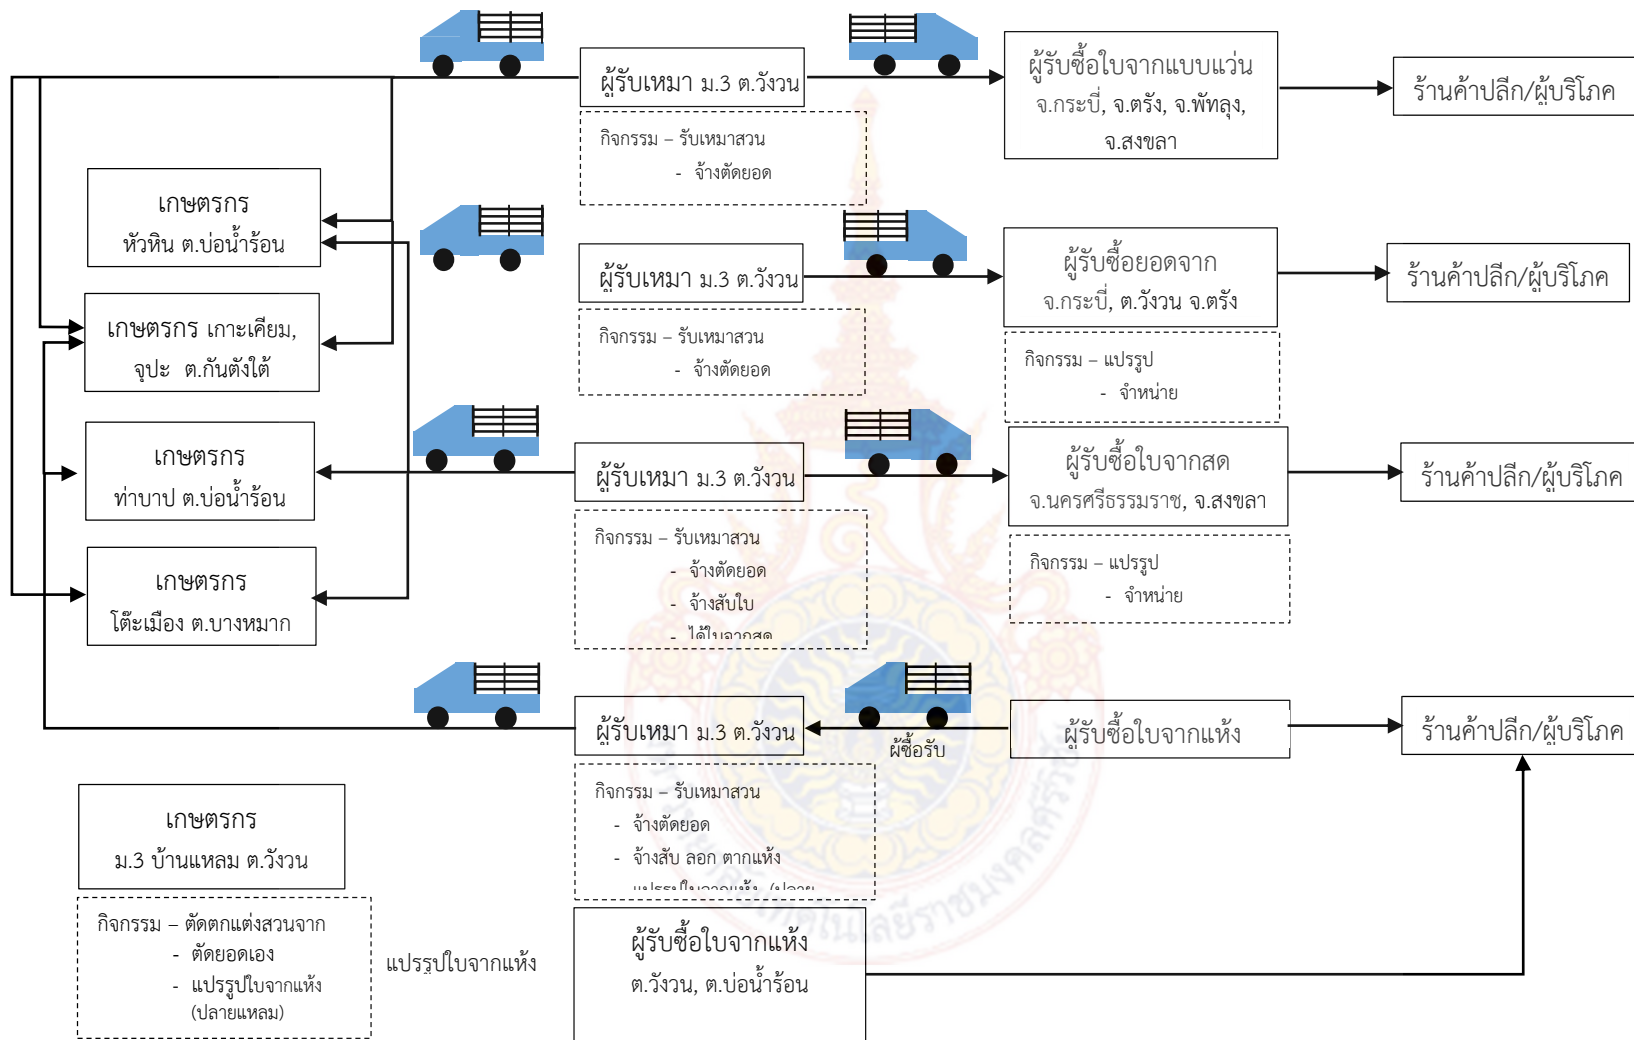 ผู้รับเหมา ม.3 ต.วังวน
กิจกรรม – รับเหมาสวน
- จ้างตัดยอด
ผู้รับซื้อใบจากแบบแว่น
จ.กระบี่, จ.ตรัง, จ.พัทลุง,
จ.สงขลา
ร้านค้าปลีก/ผู้บริโภค
เกษตรกร
หัวหิน ต.บ่อน้ำร้อน
ผู้รับเหมา ม.3 ต.วังวน
กิจกรรม – รับเหมาสวน
- จ้างตัดยอด
ผู้รับซื้อยอดจาก
จ.กระบี่, ต.วังวน จ.ตรัง
กิจกรรม – แปรรูป
- จำหน่าย
ร้านค้าปลีก/ผู้บริโภค
เกษตรกร เกาะเคียม,
จุปะ ต.กันตังใต้
เกษตรกร
ท่าบาป ต.บ่อน้ำร้อน
ผู้รับเหมา ม.3 ต.วังวน
กิจกรรม – รับเหมาสวน
- จ้างตัดยอด
- จ้างสับใบ
- ได้ใบจากสด
ผู้รับซื้อใบจากสด
จ.นครศรีธรรมราช, จ.สงขลา
กิจกรรม – แปรรูป
- จำหน่าย
ร้านค้าปลีก/ผู้บริโภค
เกษตรกร
โต๊ะเมือง ต.บางหมาก
ผู้รับเหมา ม.3 ต.วังวน
กิจกรรม – รับเหมาสวน
- จ้างตัดยอด
- จ้างสับ ลอก ตากแห้ง
แปรรูปใบจากแห้ง (ปลาย
ผู้ซื้อรับ
ผู้รับซื้อใบจากแห้ง
ร้านค้าปลีก/ผู้บริโภค
เกษตรกร
ม.3 บ้านแหลม ต.วังวน
กิจกรรม – ตัดตกแต่งสวนจาก
- ตัดยอดเอง
- แปรรูปใบจากแห้ง
(ปลายแหลม)
แปรรูปใบจากแห้ง
ผู้รับซื้อใบจากแห้ง
ต.วังวน, ต.บ่อน้ำร้อน